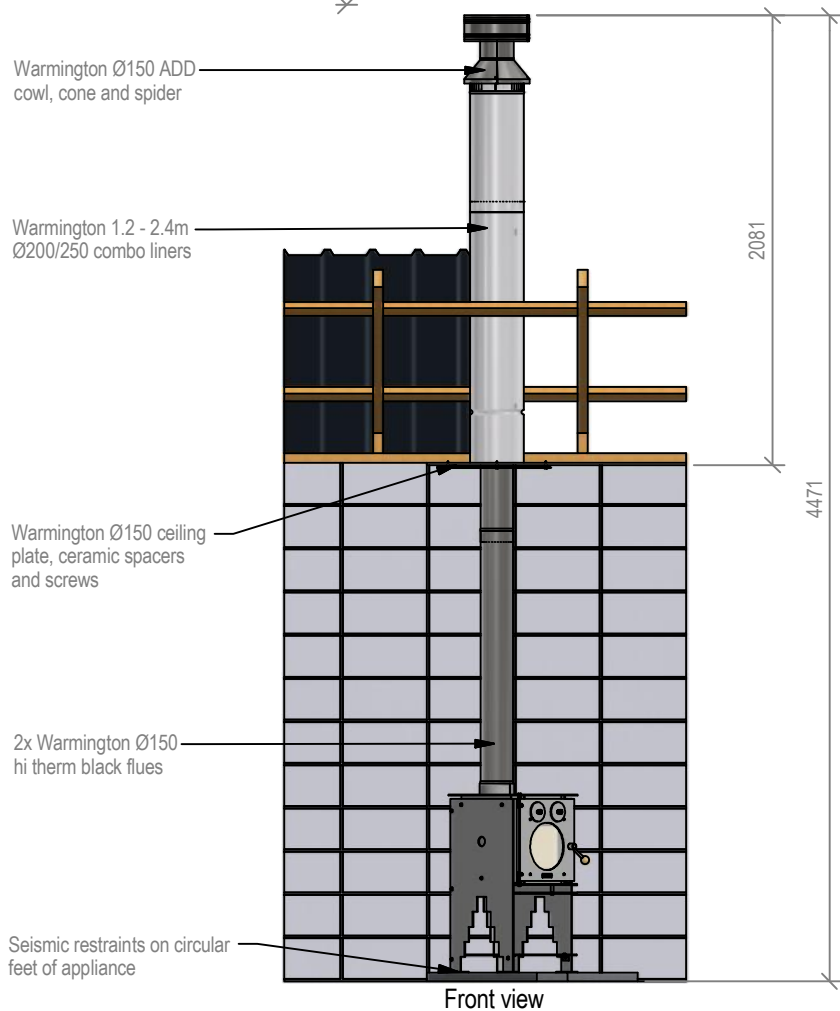 Warmington Ø150 ADD
cowl, cone and spider
Warmington 1.2 - 2.4m
Ø200/250 combo liners
2081
4471
Warmington Ø150 ceiling
plate, ceramic spacers
and screws
2x Warmington Ø150
hi therm black flues
Seismic restraints on circular
feet of appliance
Front view